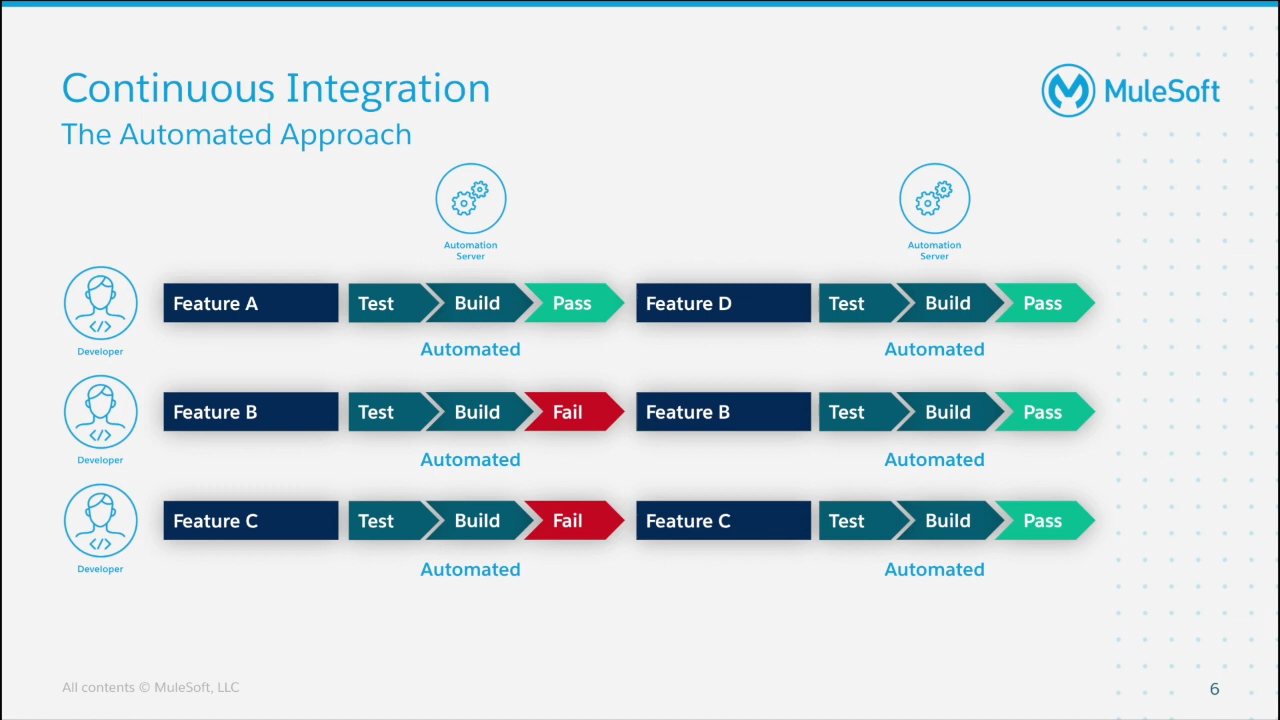 Continuous Integration
MuleSoft
The Automated Approach
Automation
Server
Automation
Server
</>
Developer
Feature A
Test
Build
Pass
Feature D
Test
Build
Pass
Automated
Automated
</>
Developer
Feature B
Test
Build
Fail
Feature B
Test
Build
Pass
Automated
Automated
</>
Developer
Feature C
Test
Build
Fail
Feature C
Test
Build
Pass
Automated
Automated
All contents © MuleSoft, LLC
6